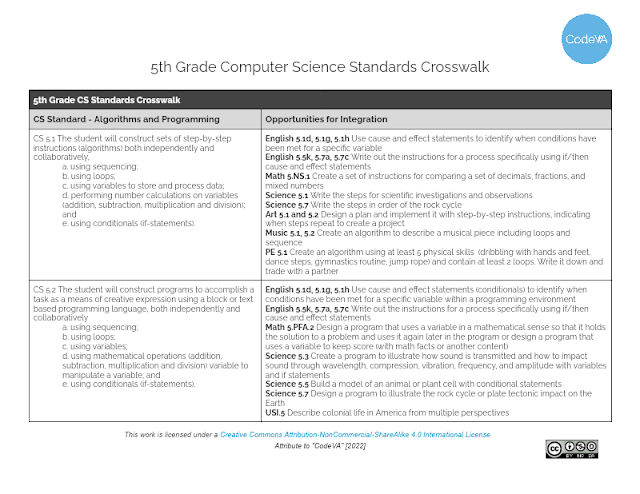 CodeVA
5th Grade Computer Science Standards Crosswalk
5th Grade CS Standards Crosswalk
CS Standard - Algorithms and Programming
Opportunities for Integration
CS 5.1 The student will construct sets of step-by-step
instructions (algorithms) both independently and
collaboratively,
a. using sequencing;
b. using loops;
c. using variables to store and process data;
d. performing number calculations on variables
(addition, subtraction, multiplication and division);
and
e. using conditionals (if-statements).
English 5.1d, 5.1g, 5.1h Use cause and effect statements to identify when conditions have
been met for a specific variable
English 5.5k, 5.7a, 5.7c Write out the instructions for a process specifically using if/then
cause and effect statements
Math 5.NS.1 Create a set of instructions for comparing a set of decimals, fractions, and
mixed numbers
Science 5.1 Write the steps for scientific investigations and observations
Science 5.7 Write the steps in order of the rock cycle
Art 5.1 and 5.2 Design a plan and implement it with step-by-step instructions, indicating
when steps repeat to create a project
Music 5.1, 5.2 Create an algorithm to describe a musical piece including loops and
sequence
PE 5.1 Create an algorithm using at least 5 physical skills (dribbling with hands and feet,
dance steps, gymnastics routine, jump rope) and contain at least 2 loops. Write it down and
trade with a partner
CS 5.2 The student will construct programs to accomplish a
task as a means of creative expression using a block or text
based programming language, both independently and
collaboratively
a. using sequencing;
b. using loops;
c. using variables;
d. using mathematical operations (addition,
subtraction, multiplication and division) variable to
manipulate a variable; and
e. using conditionals (if-statements).
English 5.1d, 5.1g, 5.1h Use cause and effect statements (conditionals) to identify when
conditions have been met for a specific variable within a programming environment
English 5.5k, 5.7a, 5.7c Write out the instructions for a process specifically using if/then
cause and effect statements
Math 5.PFA.2 Design a program that uses a variable in a mathematical sense so that it holds
the solution to a problem and uses it again later in the program or design a program that
uses a variable to keep score (with math facts or another content)
Science 5.3 Create a program to illustrate how sound is transmitted and how to impact
sound through wavelength, compression, vibration, frequency, and amplitude with variables
and if statements
Science 5.5 Build a model of an animal or plant cell with conditional statements
Science 5.7 Design a program to illustrate the rock cycle or plate tectonic impact on the
Earth
USI.5 Describe colonial life in America from multiple perspectives
This work is licensed under a Creative Commons Attribution-NonCommercial-ShareAlike 4.0 International License
Attribute to "CodeVA" [2022]
cc
BY NC SA